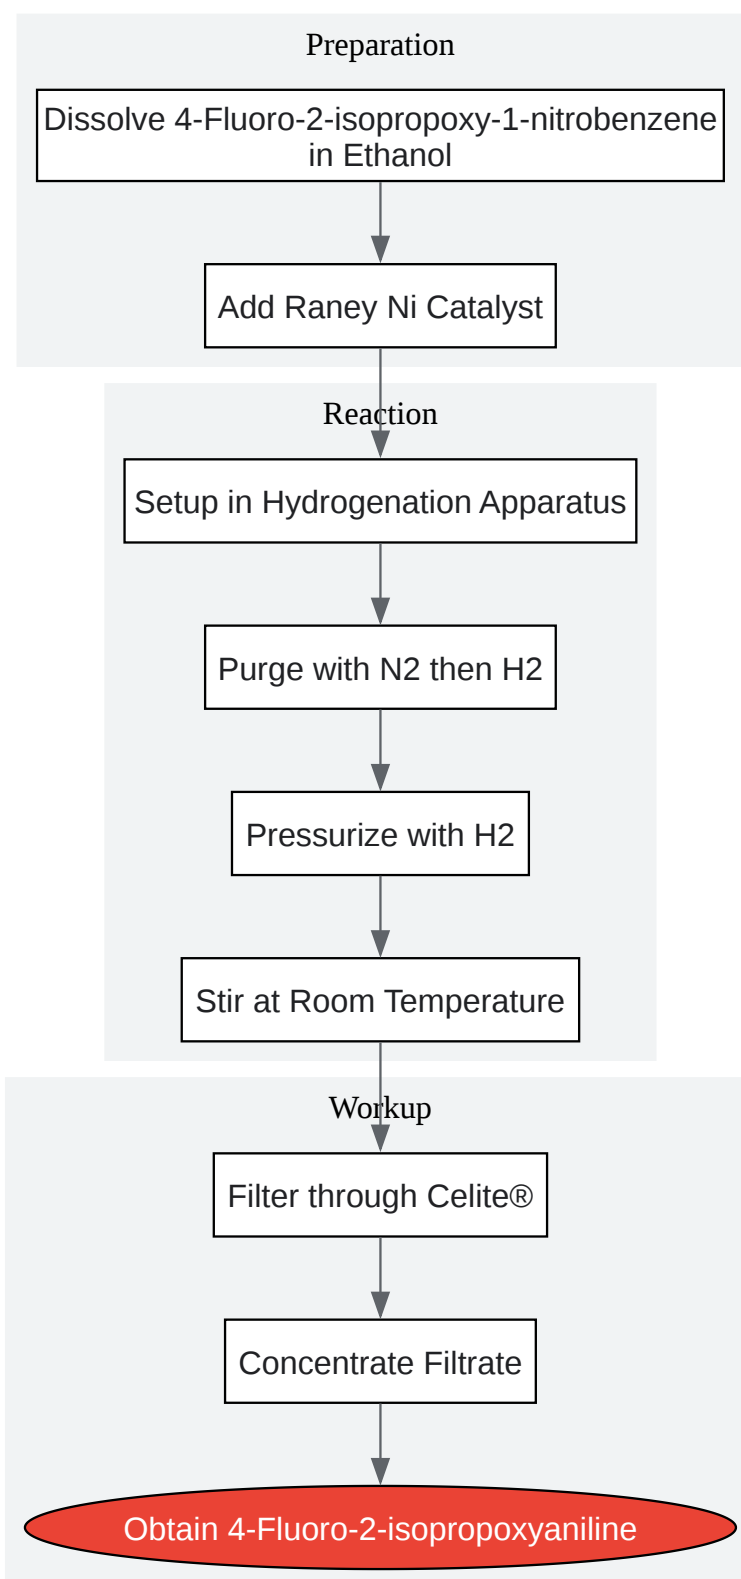 Preparation
Dissolve 4-Fluoro-2-isopropoxy-1-nitrobenzene
in Ethanol
Add Raney Ni Catalyst
Reaction
Setup in Hydrogenation Apparatus
Purge with N2 then H2
Pressurize with H2
Stir at Room Temperature
Workup
Filter through Celite®
Concentrate Filtrate
Obtain 4-Fluoro-2-isopropoxyaniline